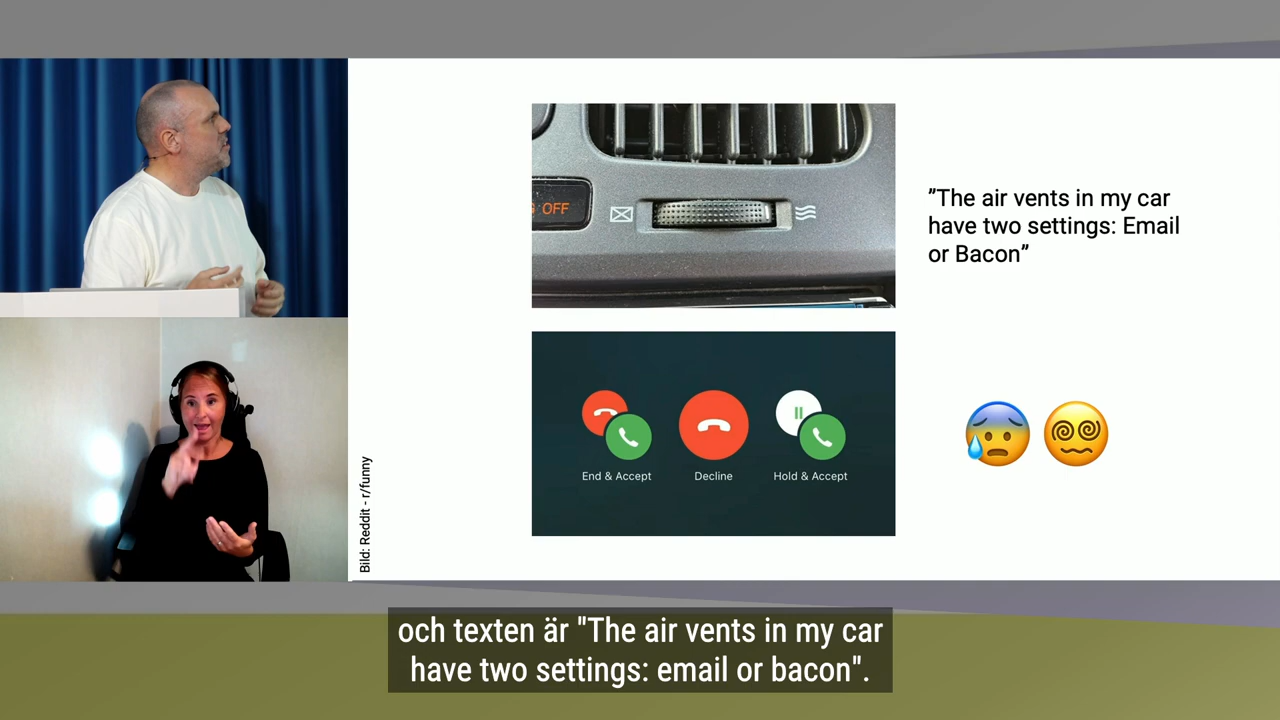 OFF
”The air vents in my car
have two settings: Email
or Bacon”
End & Accept
Decline
Hold & Accept
Bild: Reddit - r/funny
och texten är "The air vents in my car
have two settings: email or bacon".